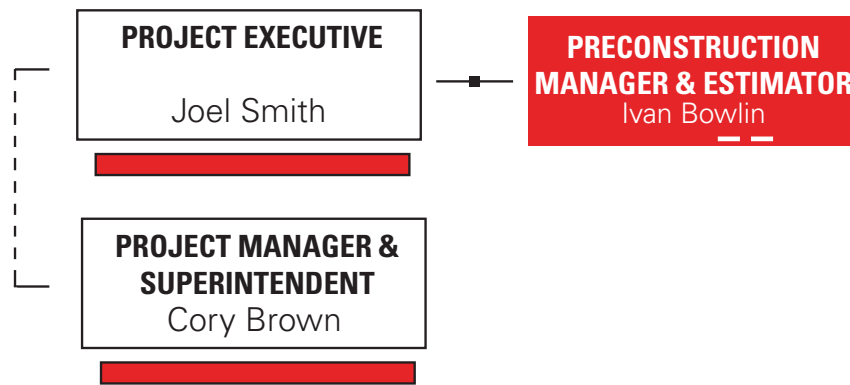 PROJECT EXECUTIVE
Joel Smith
PRECONSTRUCTION
MANAGER & ESTIMATOR
Ivan Bowlin
PROJECT MANAGER &
SUPERINTENDENT
Cory Brown